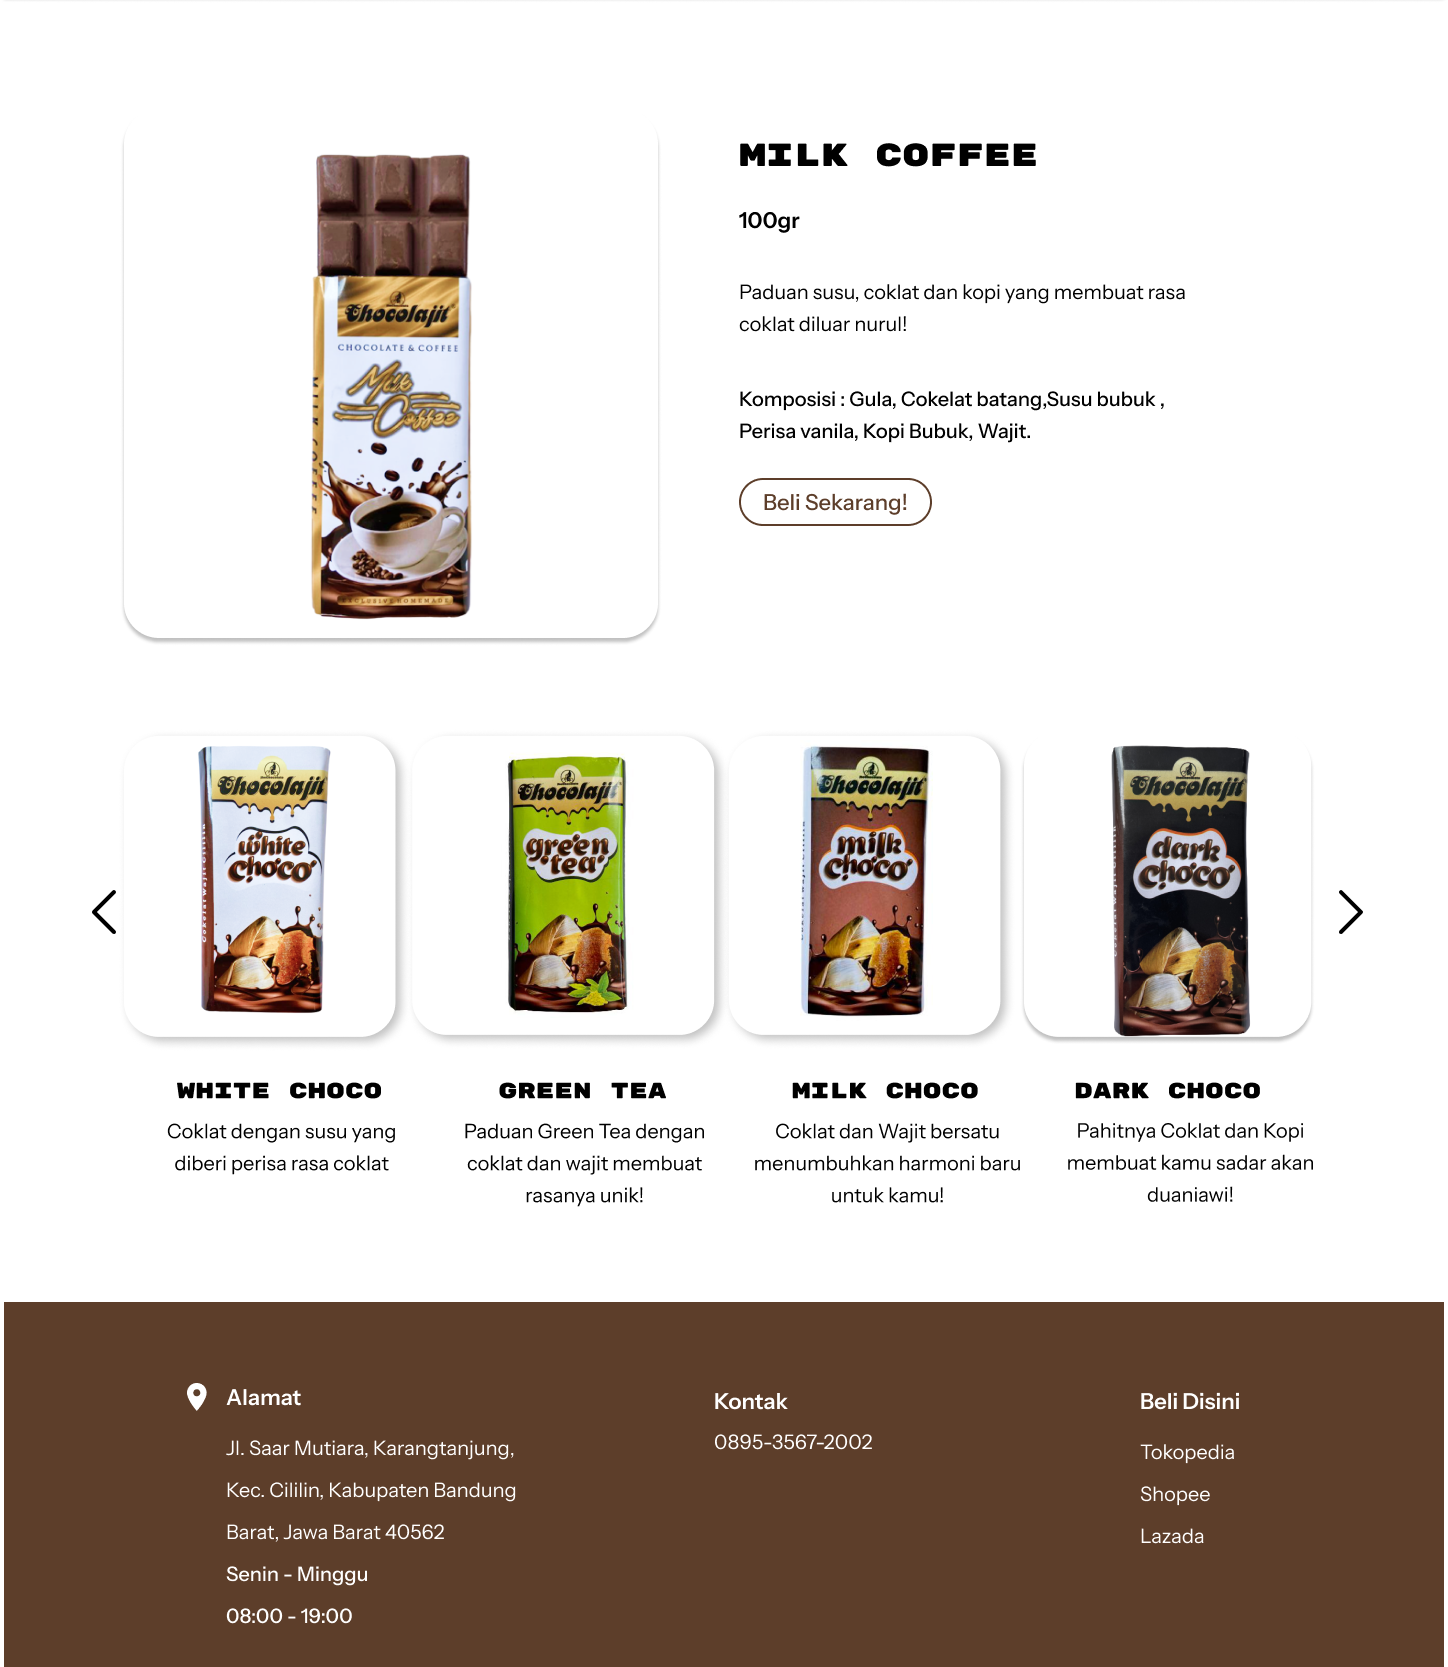 MILK COFFEE
100gr
Paduan susu, coklat dan kopi yang membuat rasa
coklat diluar nurul!
Komposisi : Gula, Cokelat batang,Susu bubuk ,
Perisa vanila, Kopi Bubuk, Wajit.
Beli Sekarang!
Chocolajit
CHOCOLATE & COFFEE
Milk
Coffee
MILK COFFEE
EXCLUSIVE HOMEMADE
Chocolajit
white
choco
Chocolajit
green
tea
Chocolajit
milk
choco
Chocolajit
dark
choco
WHITE CHOCO
Coklat dengan susu yang
diberi perisa rasa coklat
GREEN TEA
Paduan Green Tea dengan
coklat dan wajit membuat
rasanya unik!
MILK CHOCO
Coklat dan Wajit bersatu
menumbuhkan harmoni baru
untuk kamu!
DARK CHOCO
Pahitnya Coklat dan Kopi
membuat kamu sadar akan
duaniawi!
Alamat
Jl. Saar Mutiara, Karangtanjung,
Kec. Cililin, Kabupaten Bandung
Barat, Jawa Barat 40562
Senin - Minggu
08:00 - 19:00
Kontak
0895-3567-2002
Beli Disini
Tokopedia
Shopee
Lazada